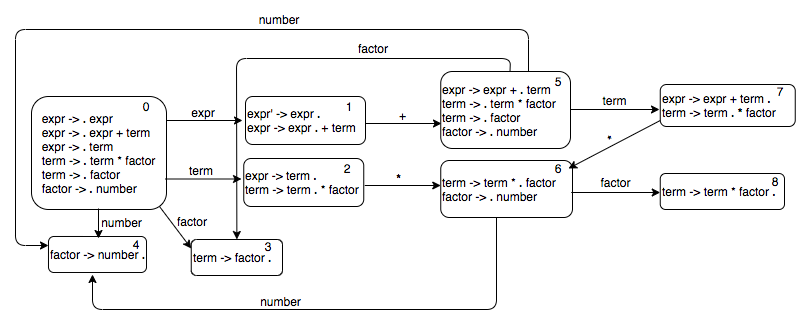 number
factor
0
expr -> . expr
expr -> . expr + term
expr -> . term
term -> . term * factor
term -> . factor
factor -> . number
expr
1
expr' -> expr .
expr -> expr . + term
+
5
expr -> expr + . term
term -> . term * factor
term -> . factor
factor -> . number
term
7
expr -> expr + term .
term -> term . * factor
*
term
2
expr -> term .
term -> term . * factor
*
6
term -> term * . factor
factor -> . number
factor
8
term -> term * factor .
number
factor
4
factor -> number .
3
term -> factor .
number